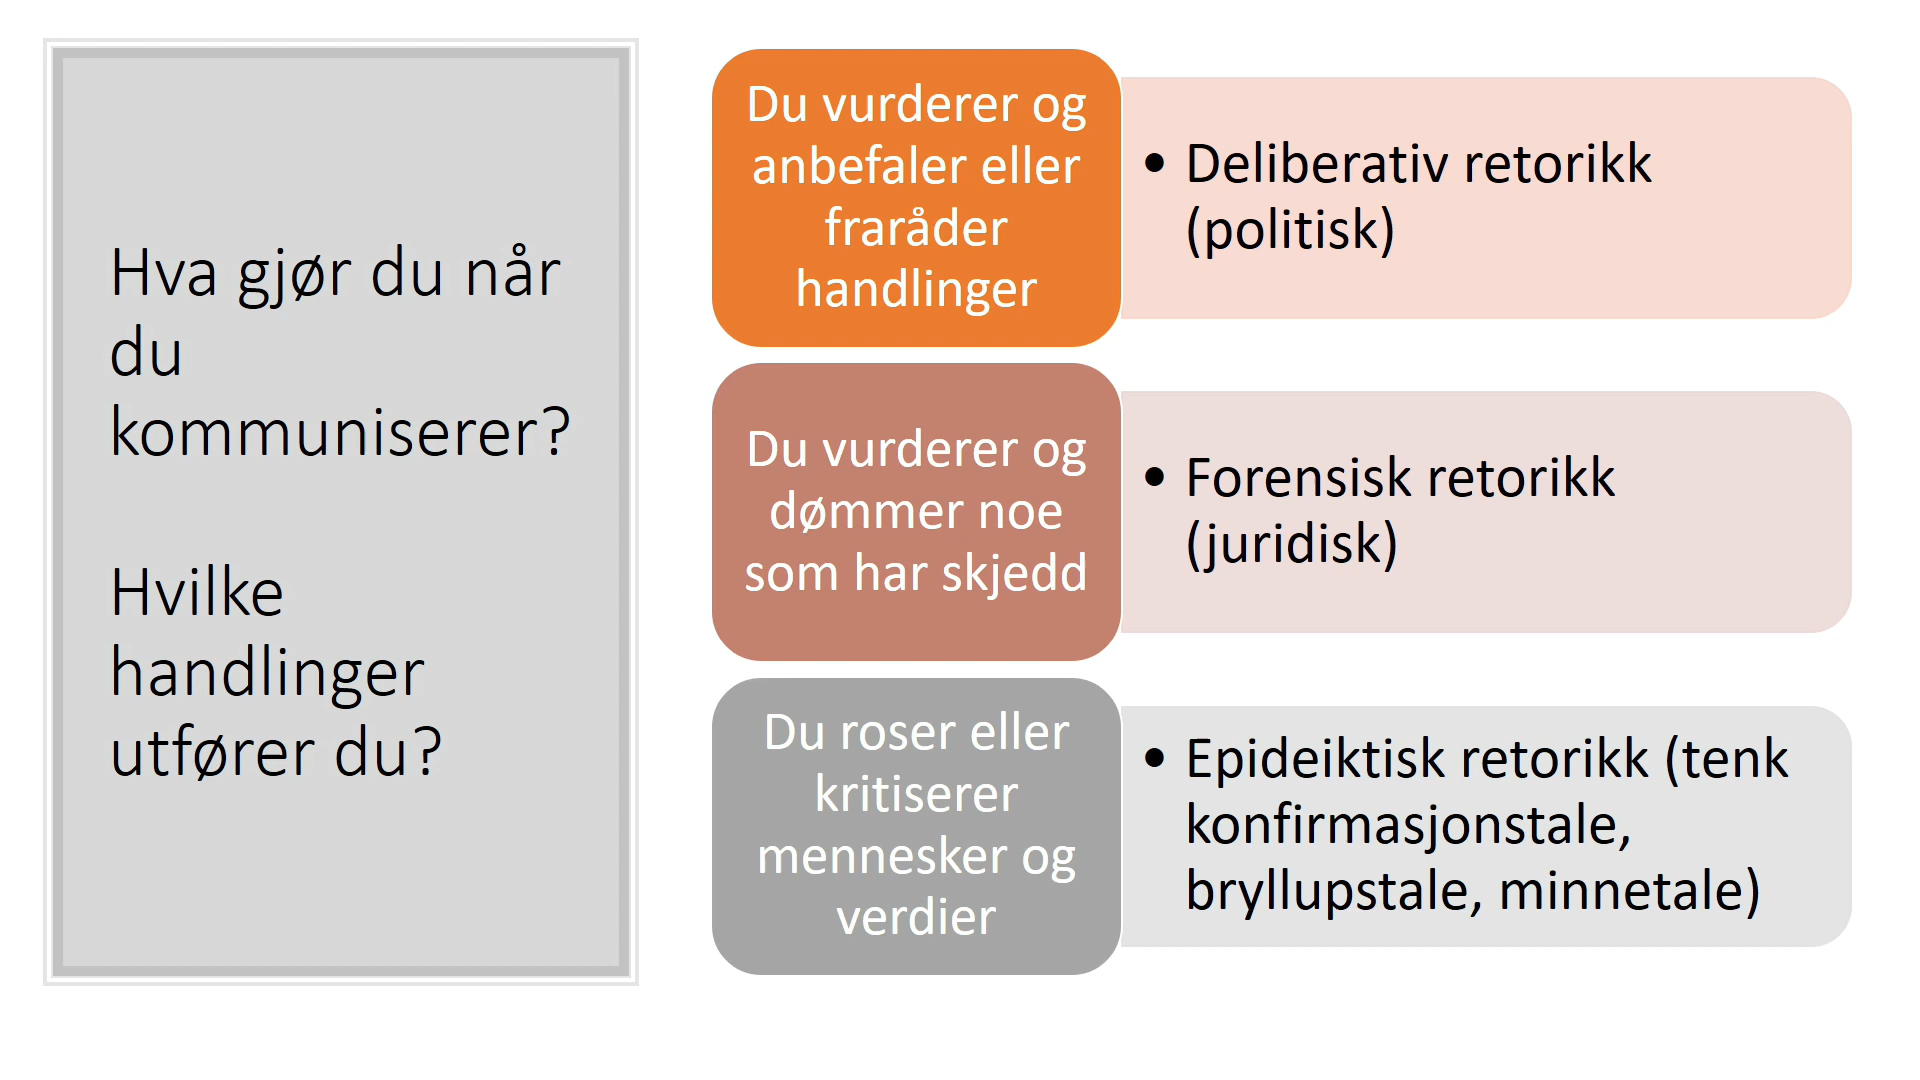 Hva gjør du når
du
kommuniserer?
Hvilke
handlinger
utfører du?
Du vurderer og
anbefaler eller
fraråder
handlinger
• Deliberativ retorikk
(politisk)
Du vurderer og
dømmer noe
som har skjedd
• Forensisk retorikk
(juridisk)
Du roser eller
kritiserer
mennesker og
verdier
• Epideiktisk retorikk (tenk
konfirmasjonstale,
bryllupstale, minnetale)